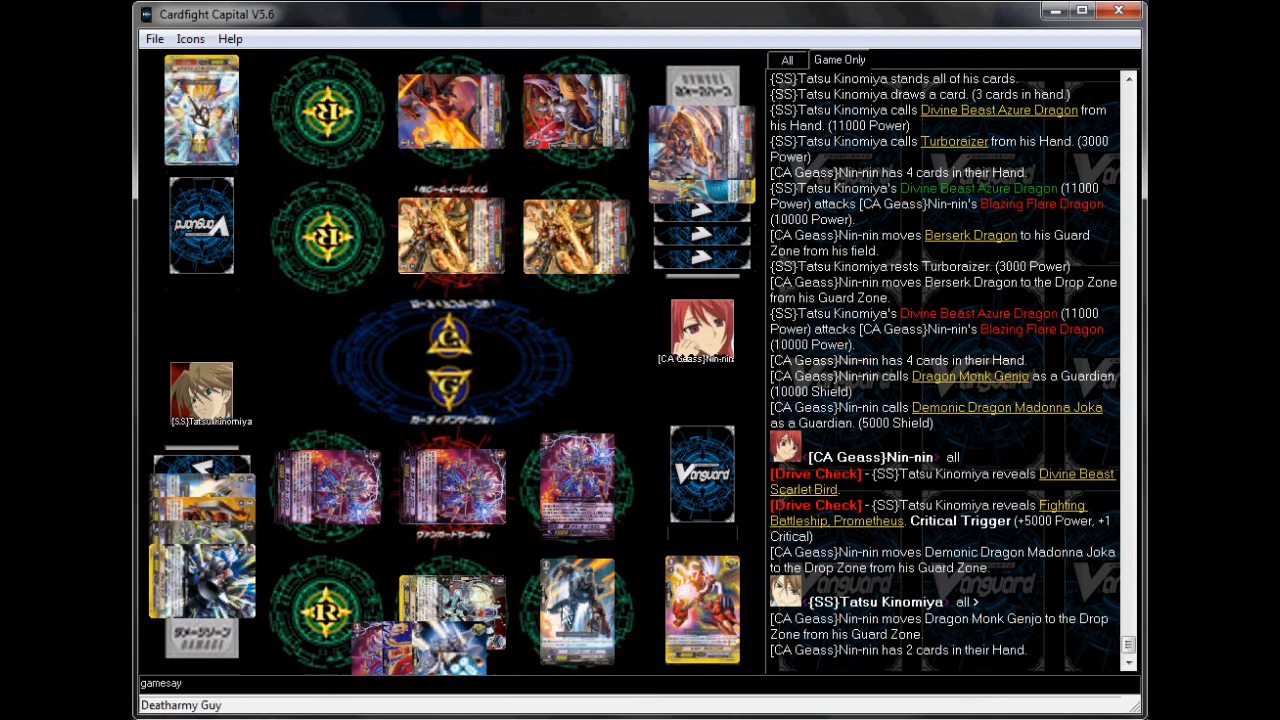 Cardfight Capital V5.6
File Icons Help
All Game Only
{SS}Tatsu Kinomiya stands all of his cards.
{SS}Tatsu Kinomiya draws a card. (3 cards in hand.)
{SS}Tatsu Kinomiya calls Divine Beast Azure Dragon from
his Hand. (11000 Power)
{SS}Tatsu Kinomiya calls Turboraizer from his Hand. (3000
Power)
[CA Geass}Nin-nin has 4 cards in their Hand.
{SS}Tatsu Kinomiya's Divine Beast Azure Dragon (11000
Power) attacks [CA Geass}Nin-nin's Blazing Flare Dragon
(10000 Power).
[CA Geass}Nin-nin moves Berserk Dragon to his Guard
Zone from his field.
{SS}Tatsu Kinomiya rests Turboraizer. (3000 Power)
[CA Geass}Nin-nin moves Berserk Dragon to the Drop Zone
from his Guard Zone.
{SS}Tatsu Kinomiya's Divine Beast Azure Dragon (11000
Power) attacks [CA Geass}Nin-nin's Blazing Flare Dragon
(10000 Power).
[CA Geass}Nin-nin has 4 cards in their Hand.
[CA Geass}Nin-nin calls Dragon Monk Genjo as a Guardian.
(10000 Shield)
[CA Geass}Nin-nin calls Demonic Dragon Madonna Joka
as a Guardian. (5000 Shield)
[CA Geass}Nin-nin all
[Drive Check] - {SS}Tatsu Kinomiya reveals Divine Beast
Scarlet Bird.
[Drive Check] - {SS}Tatsu Kinomiya reveals Fighting
Battleship, Prometheus. Critical Trigger (+5000 Power, +1
Critical)
[CA Geass}Nin-nin moves Demonic Dragon Madonna Joka
to the Drop Zone from his Guard Zone.
{SS}Tatsu Kinomiya all >
[CA Geass}Nin-nin moves Dragon Monk Genjo to the Drop
Zone from his Guard Zone.
[CA Geass}Nin-nin has 2 cards in their Hand.
[CA Geass}Nin-nin
{SS}Tatsu Kinomiya
Vanguard
DAMAGE
gamesay
Deatharmy Guy